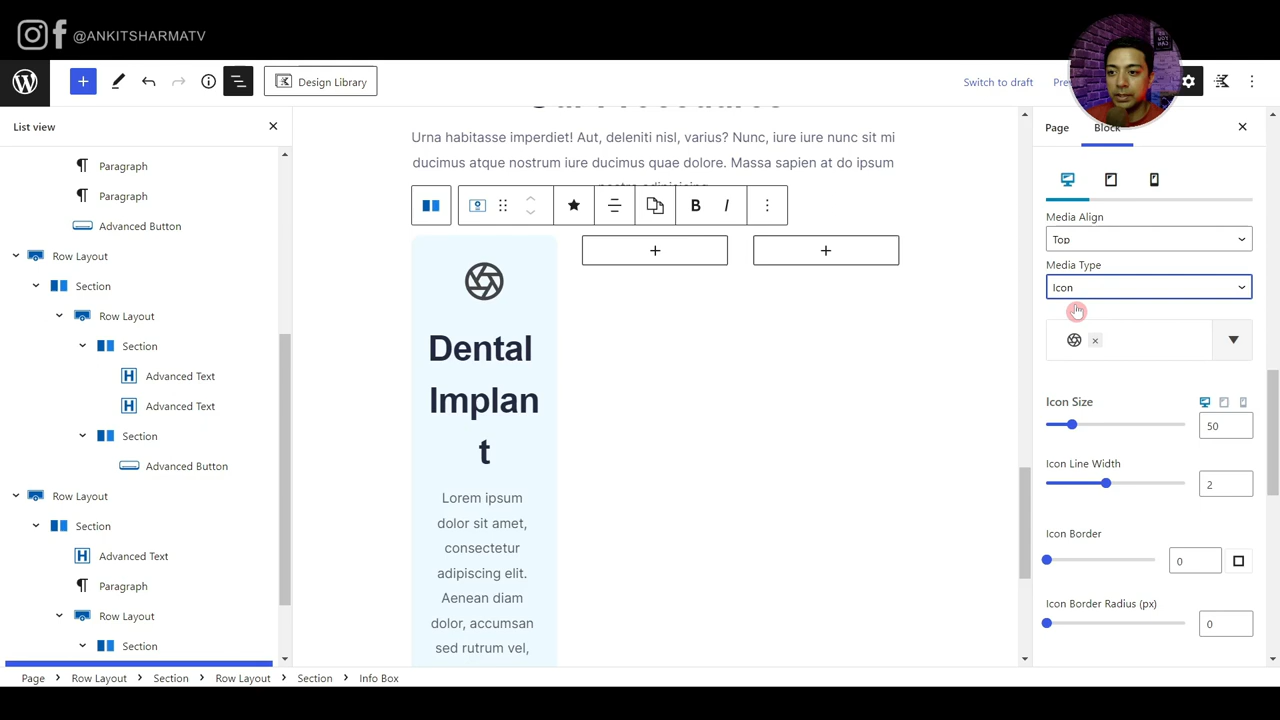 @ANKITSHARMATV
Design Library
Switch to draft
List view
Page
Block
Paragraph
Paragraph
Advanced Button
Row Layout
Section
Row Layout
Section
Advanced Text
Advanced Text
Section
Advanced Button
Row Layout
Section
Advanced Text
Paragraph
Row Layout
Section
Urna habitasse imperdiet! Aut, deleniti nisl, varius? Nunc, iure iure nunc sit mi
ducimus atque nostrum iure ducimus quae dolore. Massa sapien at do ipsum
B
I
Dental
Implan
t
Lorem ipsum
dolor sit amet,
consectetur
adipiscing elit.
Aenean diam
dolor, accumsan
sed rutrum vel,
Media Align
Top
Media Type
Icon
Icon Size
50
Icon Line Width
2
Icon Border
0
Icon Border Radius (px)
0
Page > Row Layout > Section > Row Layout > Section > Info Box